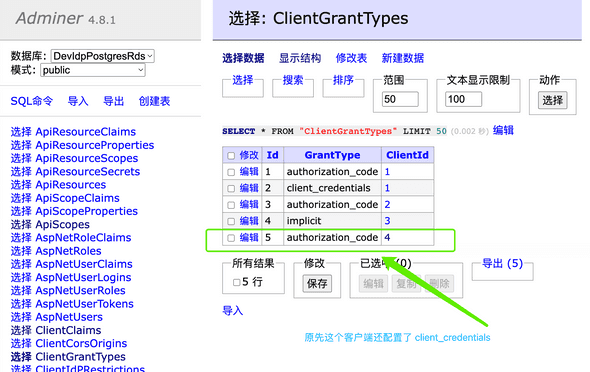 Adminer 4.8.1
数据库: DevIdpPostgresRds
模式: public
SQL命令 导入 导出 创建表
选择 ApiResourceClaims
选择 ApiResourceProperties
选择 ApiResourceScopes
选择 ApiResourceSecrets
选择 ApiResources
选择 ApiScopeClaims
选择 ApiScopeProperties
选择 ApiScopes
选择 AspNetRoleClaims
选择 AspNetRoles
选择 AspNetUserClaims
选择 AspNetUserLogins
选择 AspNetUserRoles
选择 AspNetUserTokens
选择 AspNetUsers
选择 ClientClaims
选择 ClientCorsOrigins
选择 ClientGrantTypes
选择 ClientIdPRestrictions
选择: ClientGrantTypes
选择数据 显示结构 修改表 新建数据
选择 搜索 排序 范围 文本显示限制 动作
50 100 选择
SELECT * FROM "ClientGrantTypes" LIMIT 50 (0.002 秒) 编辑
修改 Id GrantType ClientId
编辑 1 authorization_code 1
编辑 2 client_credentials 1
编辑 3 authorization_code 2
编辑 4 implicit 3
编辑 5 authorization_code 4
所有结果 修改 已选中 (0) 导出 (5)
5 行 保存 编辑 复制 删除
导入
原先这个客户端还配置了 client_credentials